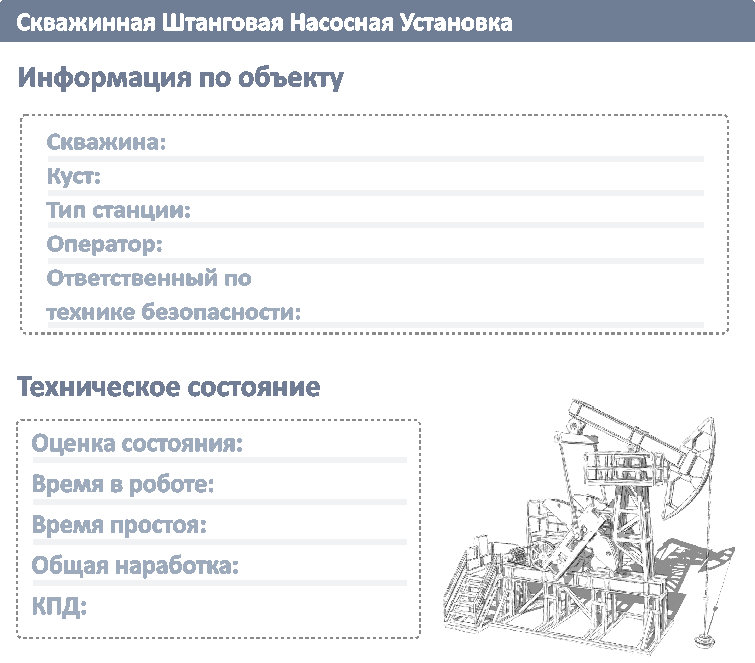 Скважинная Штанговая Насосная Установка
Информация по объекту
Скважина:
Куст:
Тип станции:
Оператор:
Ответственный по
технике безопасности:
Техническое состояние
Оценка состояния:
Время в роботе:
Время простоя:
Общая наработка:
КПД: